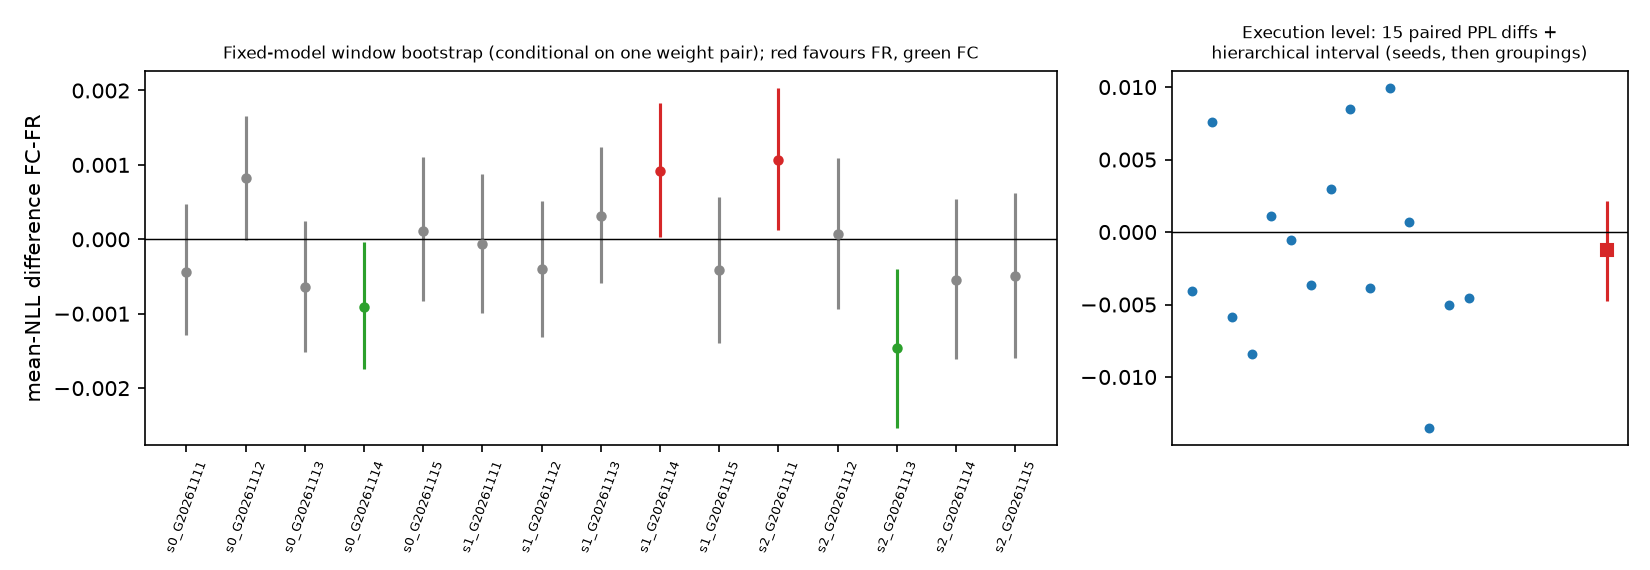 Fixed-model window bootstrap (conditional on one weight pair); red favours FR, green FC
mean-NLL difference FC-FR
0.002
0.001
0.000
−0.001
−0.002
s0_G20261111
s0_G20261112
s0_G20261113
s0_G20261114
s0_G20261115
s1_G20261111
s1_G20261112
s1_G20261113
s1_G20261114
s1_G20261115
s2_G20261111
s2_G20261112
s2_G20261113
s2_G20261114
s2_G20261115
Execution level: 15 paired PPL diffs +
hierarchical interval (seeds, then groupings)
0.010
0.005
0.000
−0.005
−0.010